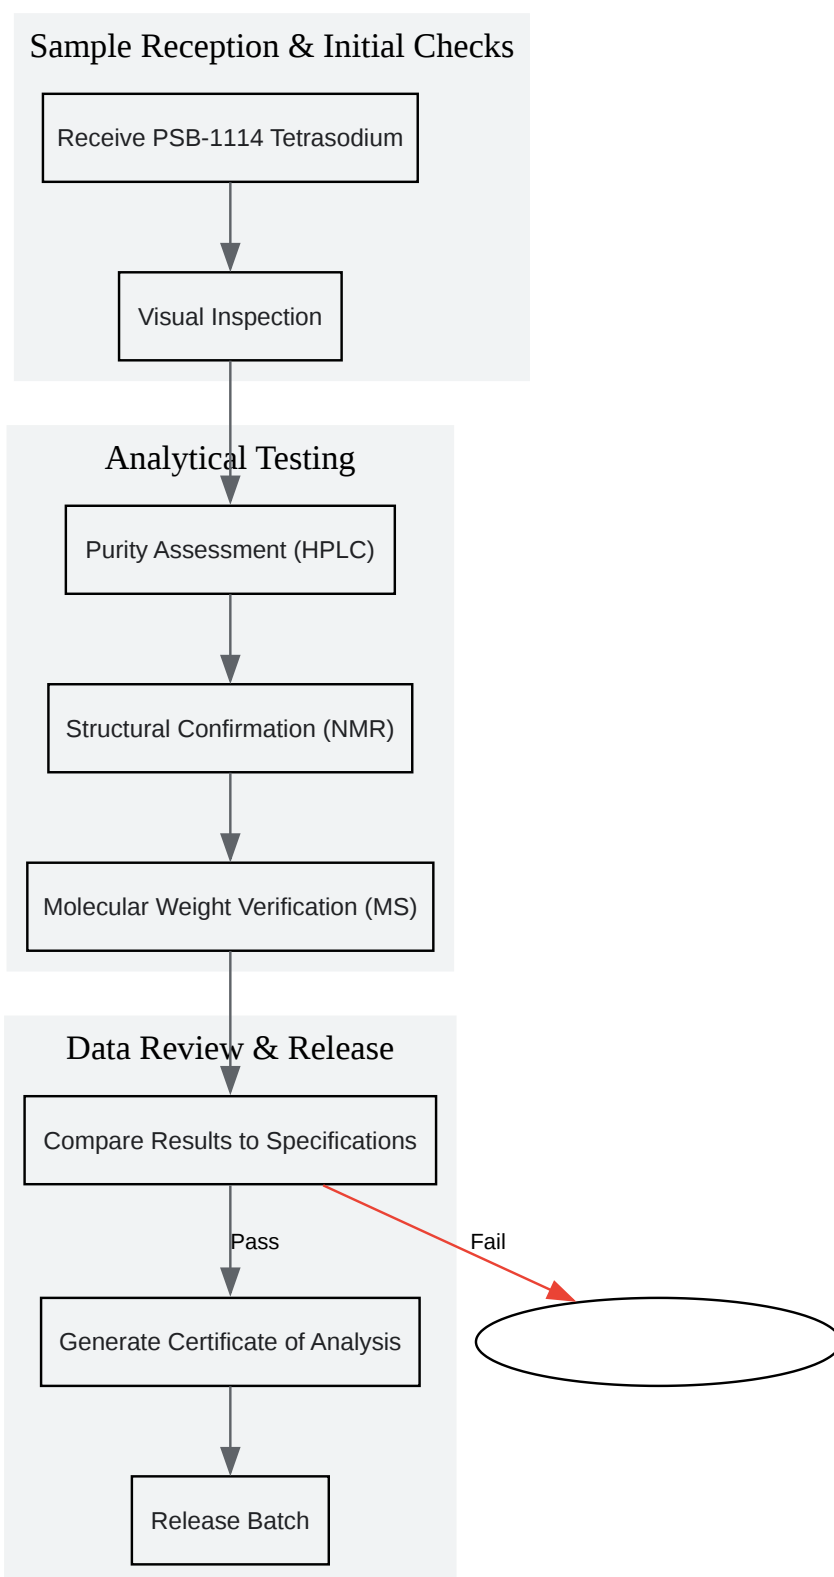 Sample Reception & Initial Checks
Receive PSB-1114 Tetrasodium
Visual Inspection
Analytical Testing
Purity Assessment (HPLC)
Structural Confirmation (NMR)
Molecular Weight Verification (MS)
Data Review & Release
Compare Results to Specifications
Pass
Fail
Generate Certificate of Analysis
Release Batch